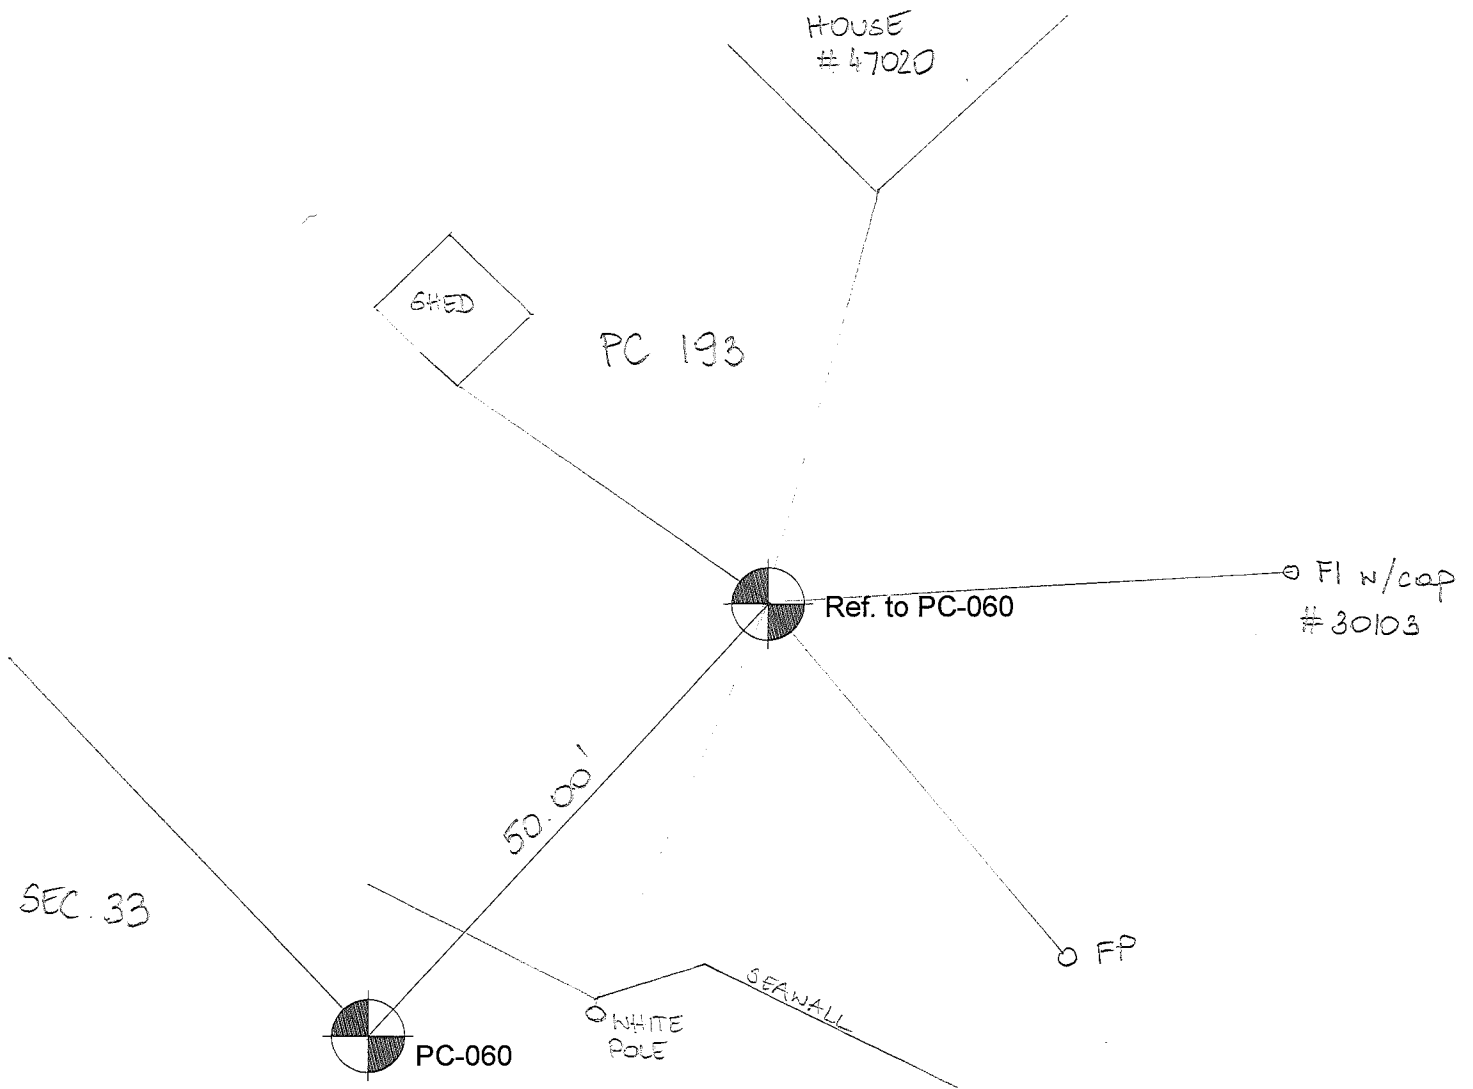 HOUSE
# 47020
SHED
PC 193
Ref. to PC-060
FI w/cap
# 30103
50.00'
SEC. 33
FP
SEAWALL
WHITE
POLE
PC-060